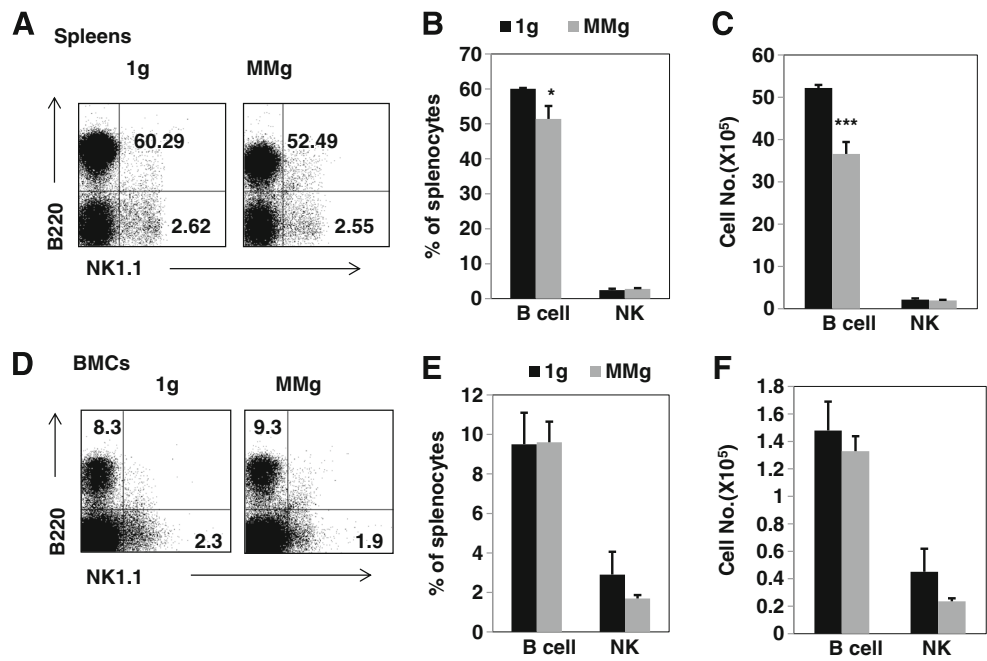 A
Spleens
1g
MMg
60.29
2.62
52.49
2.55
B220
NK1.1
B
1g
MMg
% of splenocytes
70
60
50
40
30
20
10
0
*
B cell
NK
C
Cell No.(X10⁵)
60
50
40
30
20
10
0
***
B cell
NK
D
BMCs
1g
MMg
8.3
2.3
9.3
1.9
B220
NK1.1
E
1g
MMg
% of splenocytes
12
10
8
6
4
2
0
B cell
NK
F
Cell No.(X10⁵)
1.8
1.6
1.4
1.2
1
0.8
0.6
0.4
0.2
0
B cell
NK